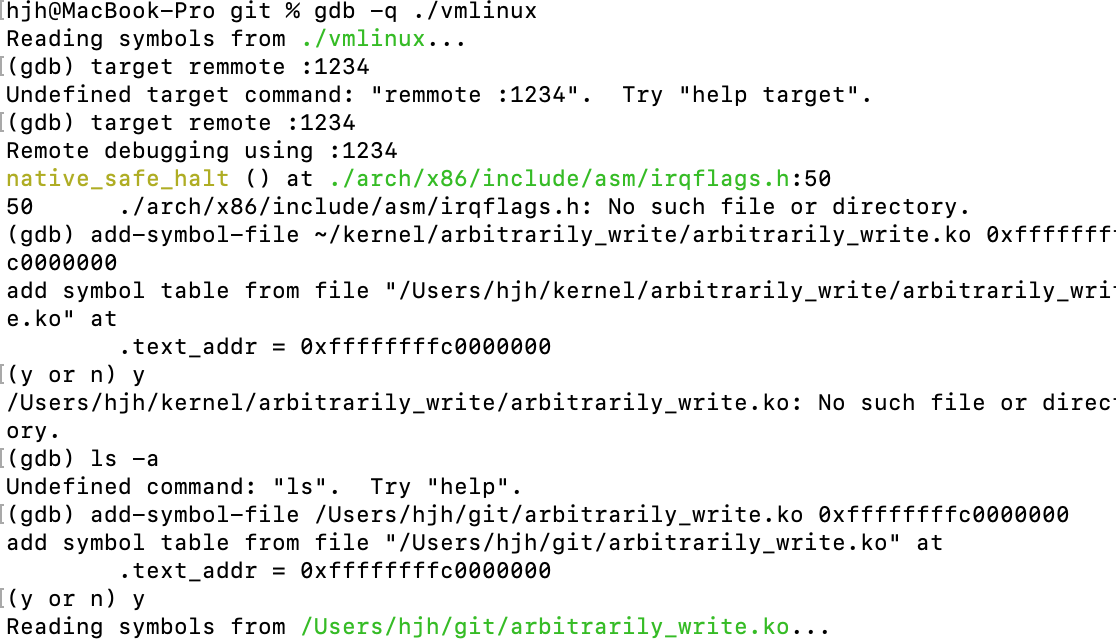 hjh@MacBook-Pro git % gdb -q ./vmlinux
Reading symbols from ./vmlinux...
(gdb) target remmote :1234
Undefined target command: "remmote :1234".  Try "help target".
(gdb) target remote :1234
Remote debugging using :1234
native_safe_halt () at ./arch/x86/include/asm/irqflags.h:50
50      ./arch/x86/include/asm/irqflags.h: No such file or directory.
(gdb) add-symbol-file ~/kernel/arbitrarily_write/arbitrarily_write.ko 0xffffffff
c0000000
add symbol table from file "/Users/hjh/kernel/arbitrarily_write/arbitrarily_writ
e.ko" at
        .text_addr = 0xffffffffc0000000
(y or n) y
/Users/hjh/kernel/arbitrarily_write/arbitrarily_write.ko: No such file or direct
ory.
(gdb) ls -a
Undefined command: "ls".  Try "help".
(gdb) add-symbol-file /Users/hjh/git/arbitrarily_write.ko 0xffffffffc0000000
add symbol table from file "/Users/hjh/git/arbitrarily_write.ko" at
        .text_addr = 0xffffffffc0000000
(y or n) y
Reading symbols from /Users/hjh/git/arbitrarily_write.ko...